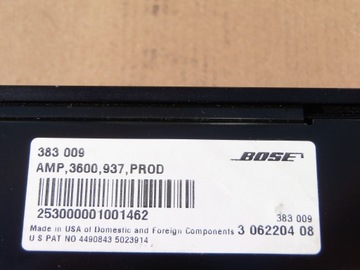 383 009
BOSE
AMP,3600,937,PROD
253000001001462
383 009
Made in USA of Domestic and Foreign Components 3 062204 08
U S PAT NO 4490843 5023914